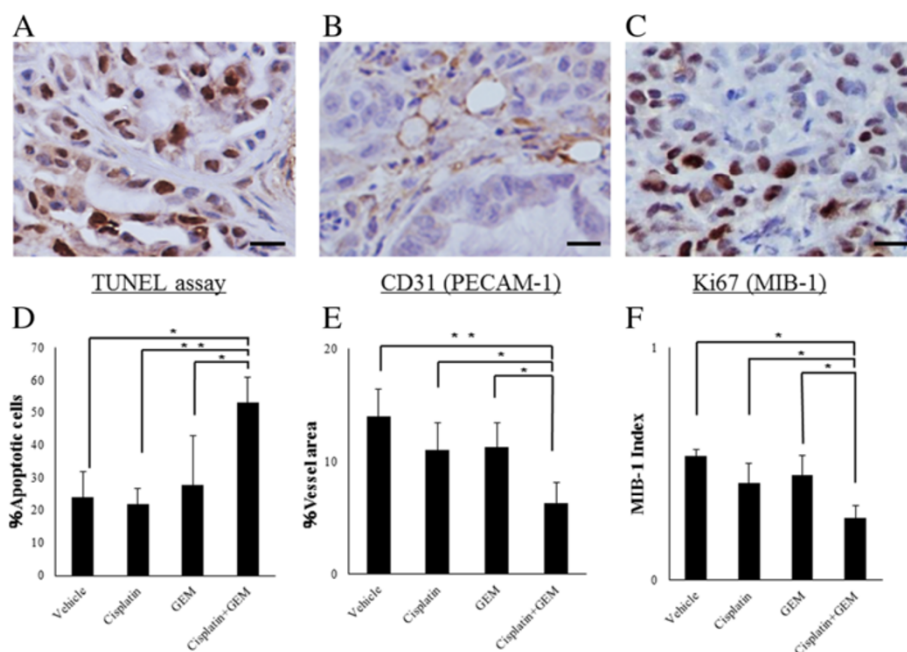 A
B
C
TUNEL assay
CD31 (PECAM-1)
Ki67 (MIB-1)
D
%Apoptotic cells
70
60
50
40
30
20
10
0
*
* *
*
Vehicle
Cisplatin
GEM
Cisplatin+GEM
E
%Vessel area
20
10
0
* *
*
*
Vehicle
Cisplatin
GEM
Cisplatin+GEM
F
MIB-1 Index
1
0
*
*
*
Vehicle
Cisplatin
GEM
Cisplatin+GEM